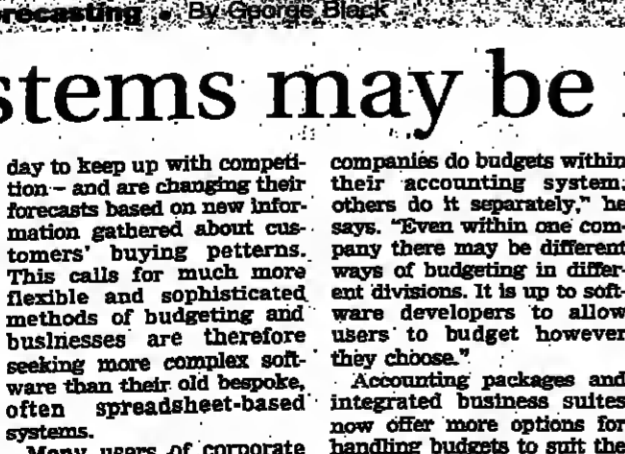 recasting • By George Black
stems may be
day to keep up with competi-
tion – and are changing their
forecasts based on new infor-
mation gathered about cus-
tomers' buying petterns.
This calls for much more
flexible and sophisticated
methods of budgeting and
businesses are therefore
seeking more complex soft-
ware than their old bespoke,
often spreadsheet-based
systems.
Many users of corporate
companies do budgets within
their accounting system;
others do it separately," he
says. "Even within one com-
pany there may be different
ways of budgeting in differ-
ent divisions. It is up to soft-
ware developers to allow
users to budget however
they choose."
Accounting packages and
integrated business suites
now offer more options for
handling budgets to suit the